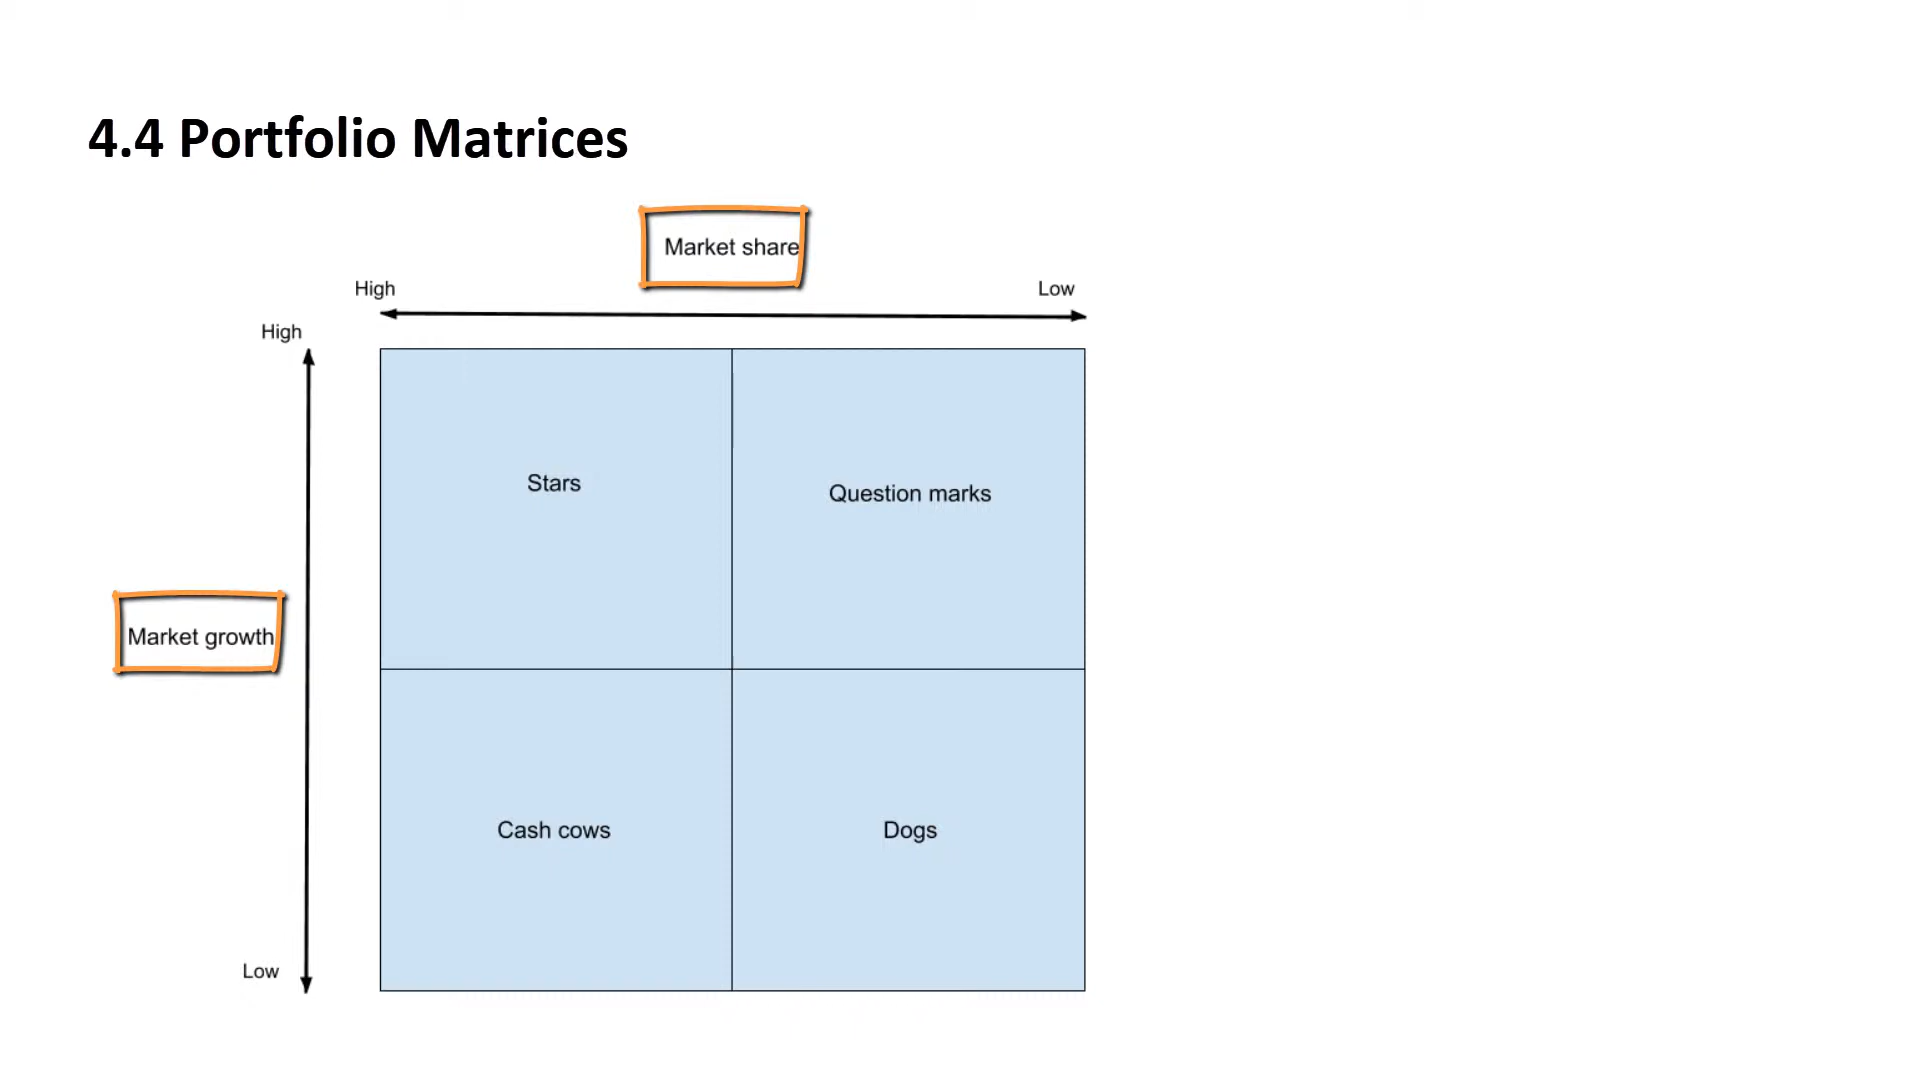 4.4 Portfolio Matrices
Market share
High
Low
High
Stars
Question marks
Market growth
Cash cows
Dogs
Low